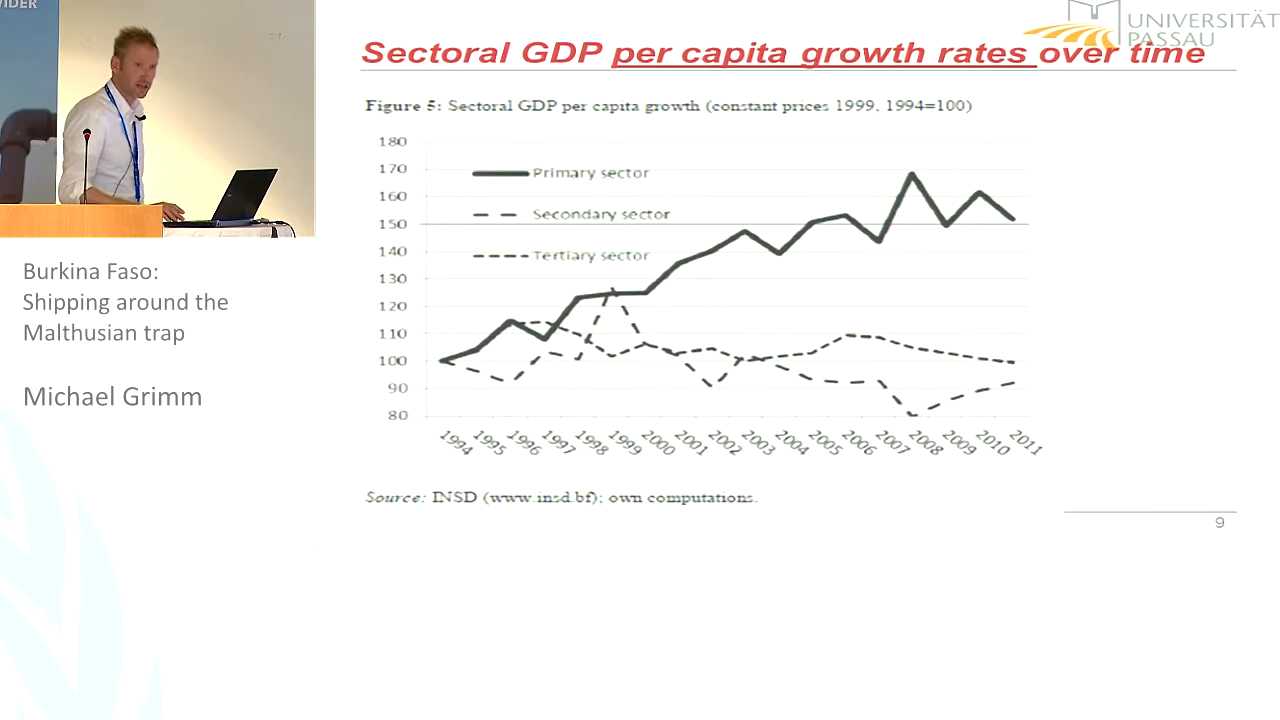 VIDER
UNIVERSITÄT
PASSAU
Sectoral GDP per capita growth rates over time
Figure 5: Sectoral GDP per capita growth (constant prices 1999, 1994=100)
180
170
160
150
140
130
120
110
100
90
80
Primary sector
Secondary sector
Tertiary sector
1994
1995
1996
1997
1998
1999
2000
2001
2002
2003
2004
2005
2006
2007
2008
2009
2010
2011
Source: INSD (www.insd.bf); own computations.
9
Burkina Faso:
Shipping around the
Malthusian trap
Michael Grimm